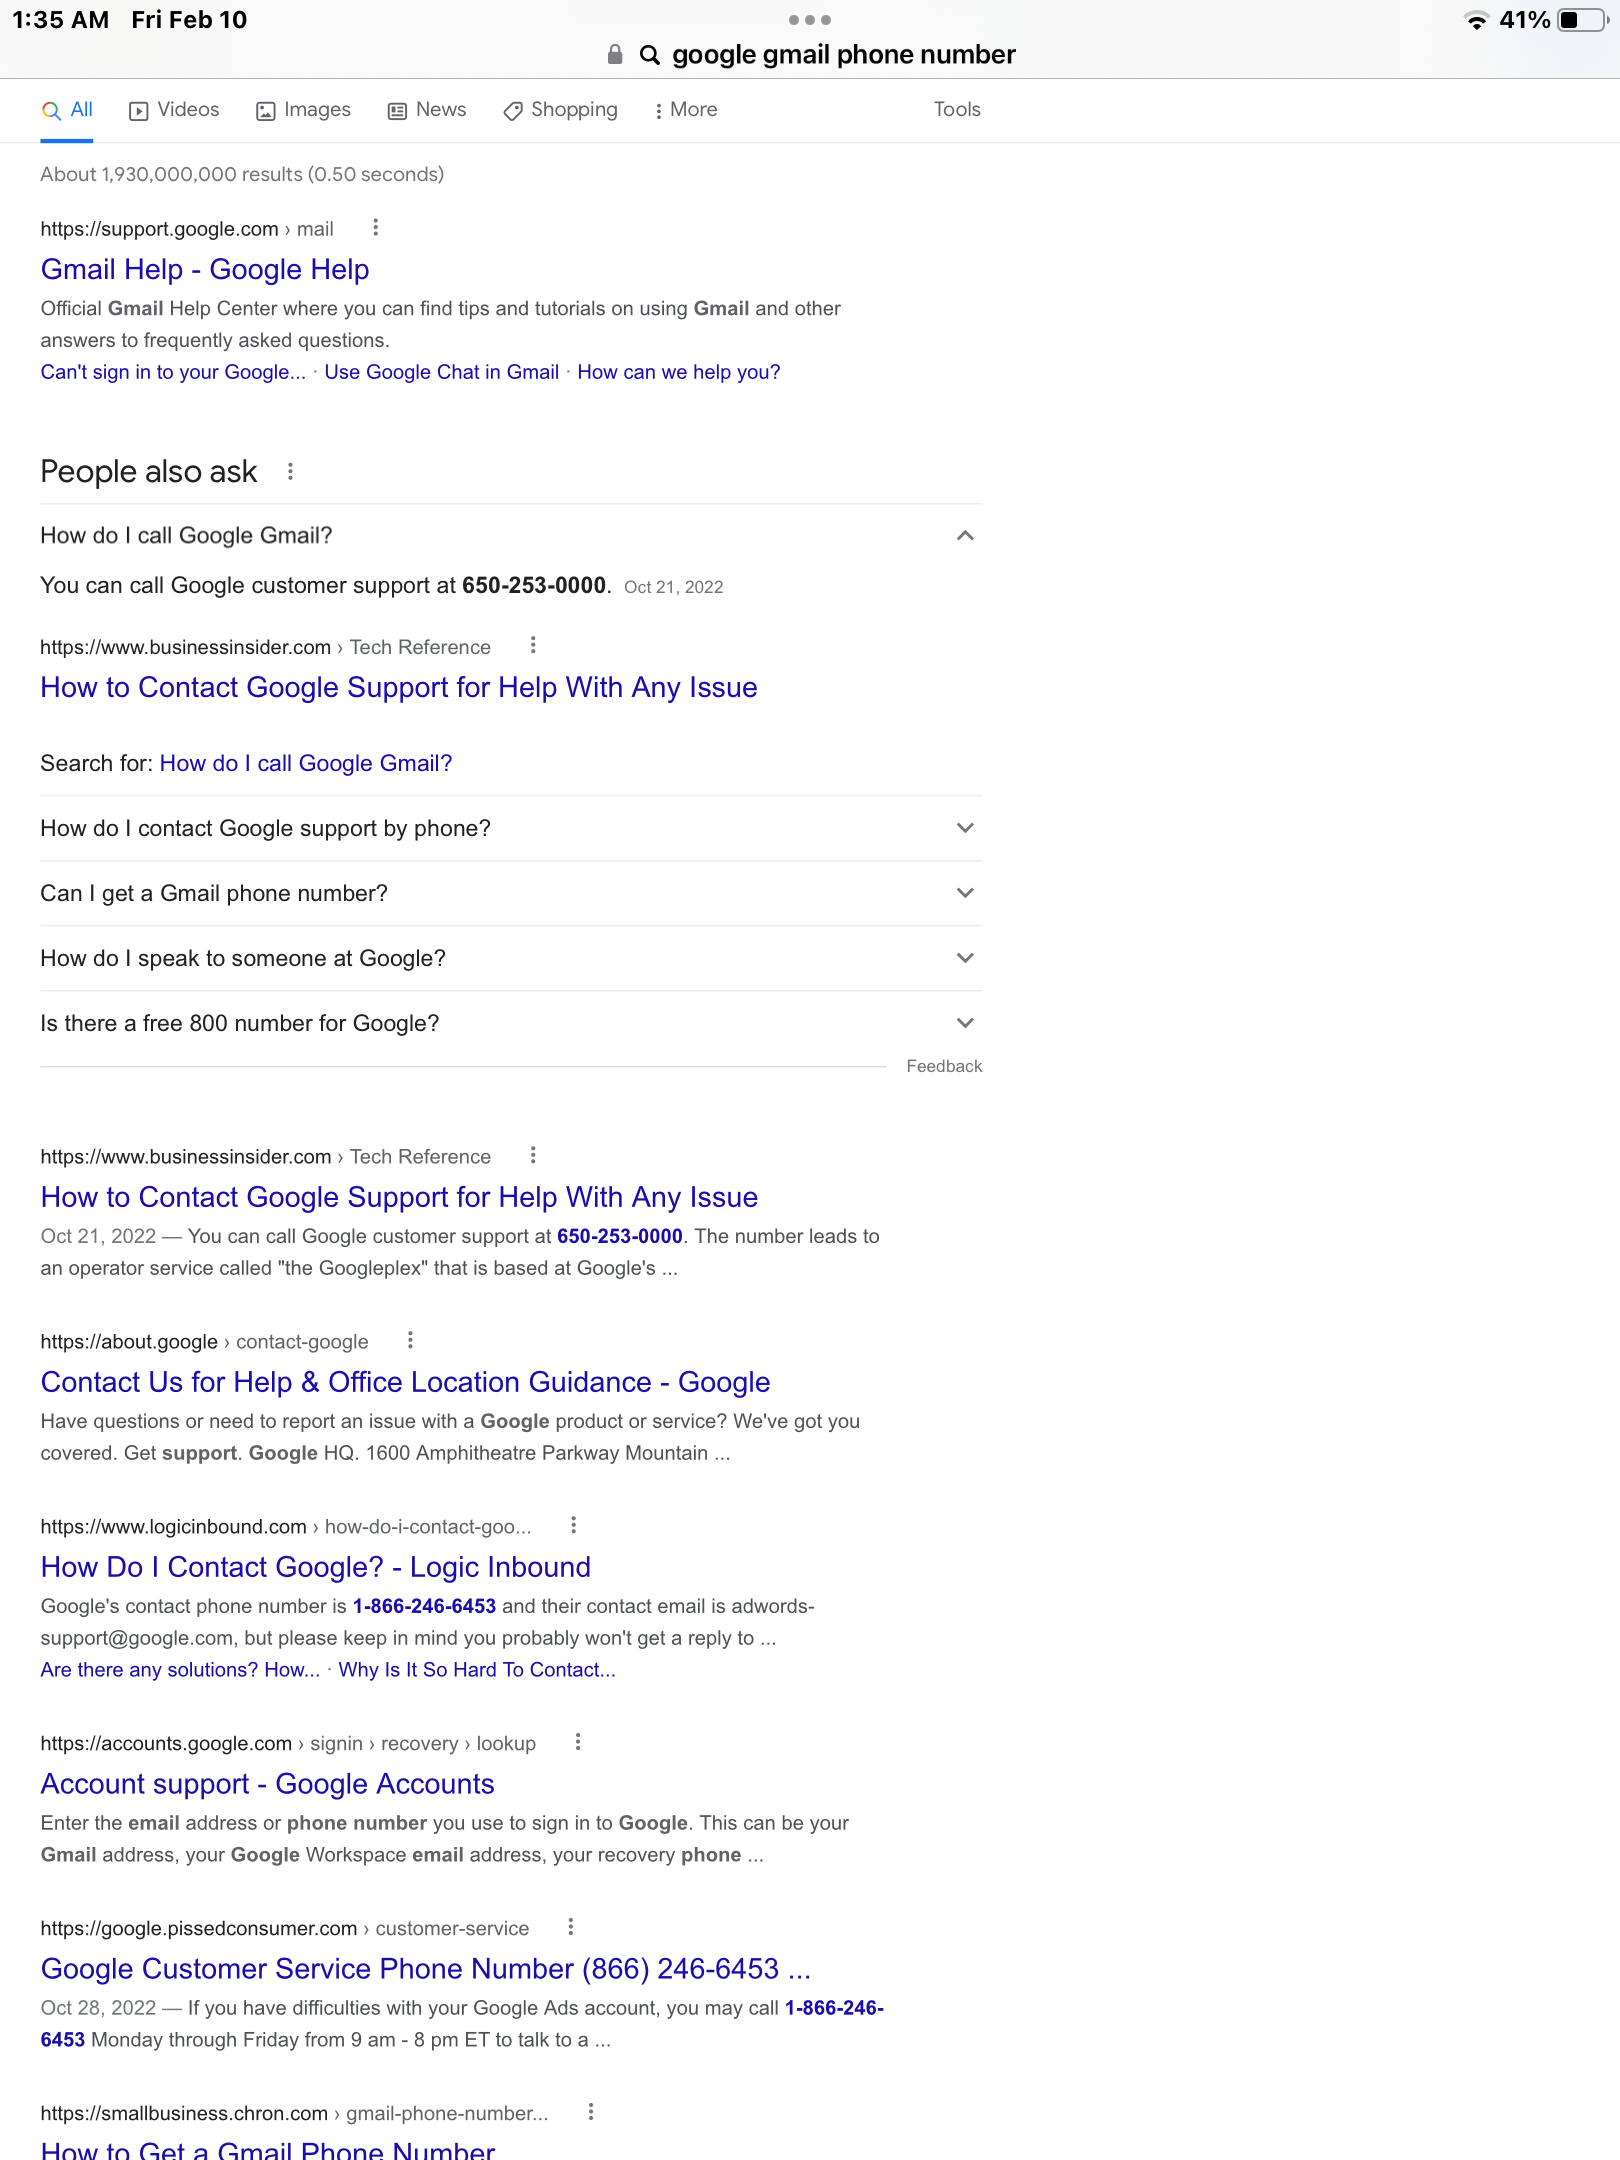 1:35 AM Fri Feb 10
41%
google gmail phone number
All Videos Images News Shopping More Tools
About 1,930,000,000 results (0.50 seconds)
https://support.google.com › mail
Gmail Help - Google Help
Official Gmail Help Center where you can find tips and tutorials on using Gmail and other
answers to frequently asked questions.
Can't sign in to your Google... · Use Google Chat in Gmail · How can we help you?
People also ask
How do I call Google Gmail?
You can call Google customer support at 650-253-0000. Oct 21, 2022
https://www.businessinsider.com › Tech Reference
How to Contact Google Support for Help With Any Issue
Search for: How do I call Google Gmail?
How do I contact Google support by phone?
Can I get a Gmail phone number?
How do I speak to someone at Google?
Is there a free 800 number for Google?
Feedback
https://www.businessinsider.com › Tech Reference
How to Contact Google Support for Help With Any Issue
Oct 21, 2022 — You can call Google customer support at 650-253-0000. The number leads to
an operator service called "the Googleplex" that is based at Google's ...
https://about.google › contact-google
Contact Us for Help & Office Location Guidance - Google
Have questions or need to report an issue with a Google product or service? We've got you
covered. Get support. Google HQ. 1600 Amphitheatre Parkway Mountain ...
https://www.logicinbound.com › how-do-i-contact-goo...
How Do I Contact Google? - Logic Inbound
Google's contact phone number is 1-866-246-6453 and their contact email is adwords-
support@google.com, but please keep in mind you probably won't get a reply to ...
Are there any solutions? How... · Why Is It So Hard To Contact...
https://accounts.google.com › signin › recovery › lookup
Account support - Google Accounts
Enter the email address or phone number you use to sign in to Google. This can be your
Gmail address, your Google Workspace email address, your recovery phone ...
https://google.pissedconsumer.com › customer-service
Google Customer Service Phone Number (866) 246-6453 ...
Oct 28, 2022 — If you have difficulties with your Google Ads account, you may call 1-866-246-
6453 Monday through Friday from 9 am - 8 pm ET to talk to a ...
https://smallbusiness.chron.com › gmail-phone-number...
How to Get a Gmail Phone Number